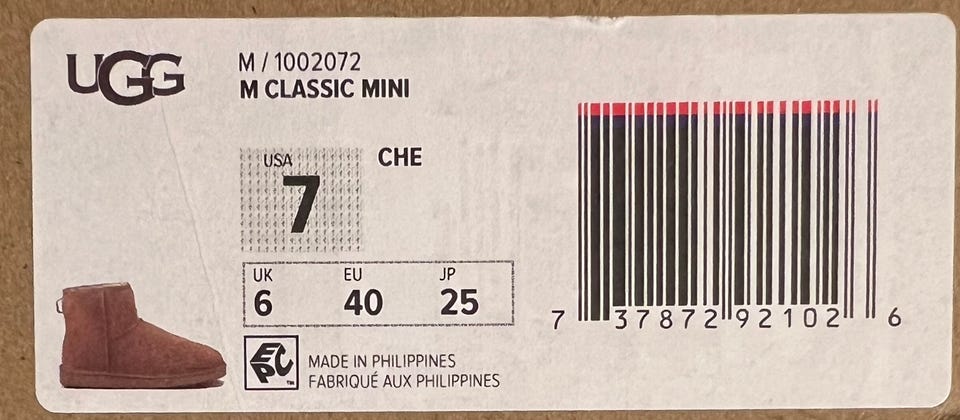 UGG
M / 1002072
M CLASSIC MINI
USA
7
CHE
UK EU JP
6 40 25
EPC™
MADE IN PHILIPPINES
FABRIQUÉ AUX PHILIPPINES
7 37872 92102 6